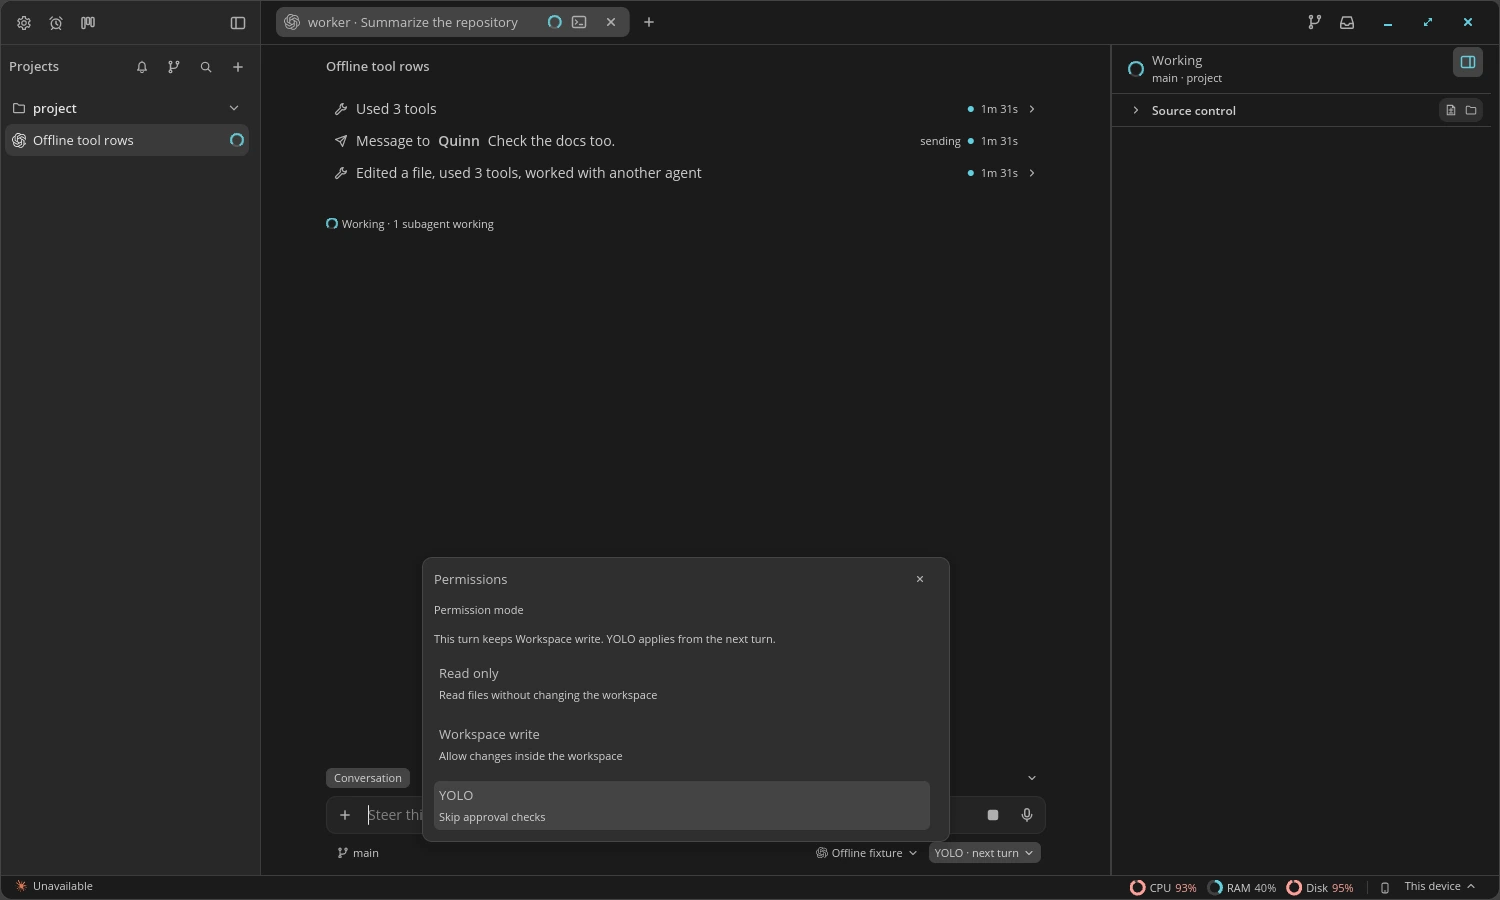 worker · Summarize the repository
Projects
project
Offline tool rows
Offline tool rows
Used 3 tools
1m 31s
Message to Quinn Check the docs too.
sending
1m 31s
Edited a file, used 3 tools, worked with another agent
1m 31s
Working · 1 subagent working
Working
main · project
Source control
Permissions
Permission mode
This turn keeps Workspace write. YOLO applies from the next turn.
Read only
Read files without changing the workspace
Workspace write
Allow changes inside the workspace
YOLO
Skip approval checks
Conversation
Steer thi
main
Offline fixture
YOLO · next turn
Unavailable
CPU 93%
RAM 40%
Disk 95%
This device